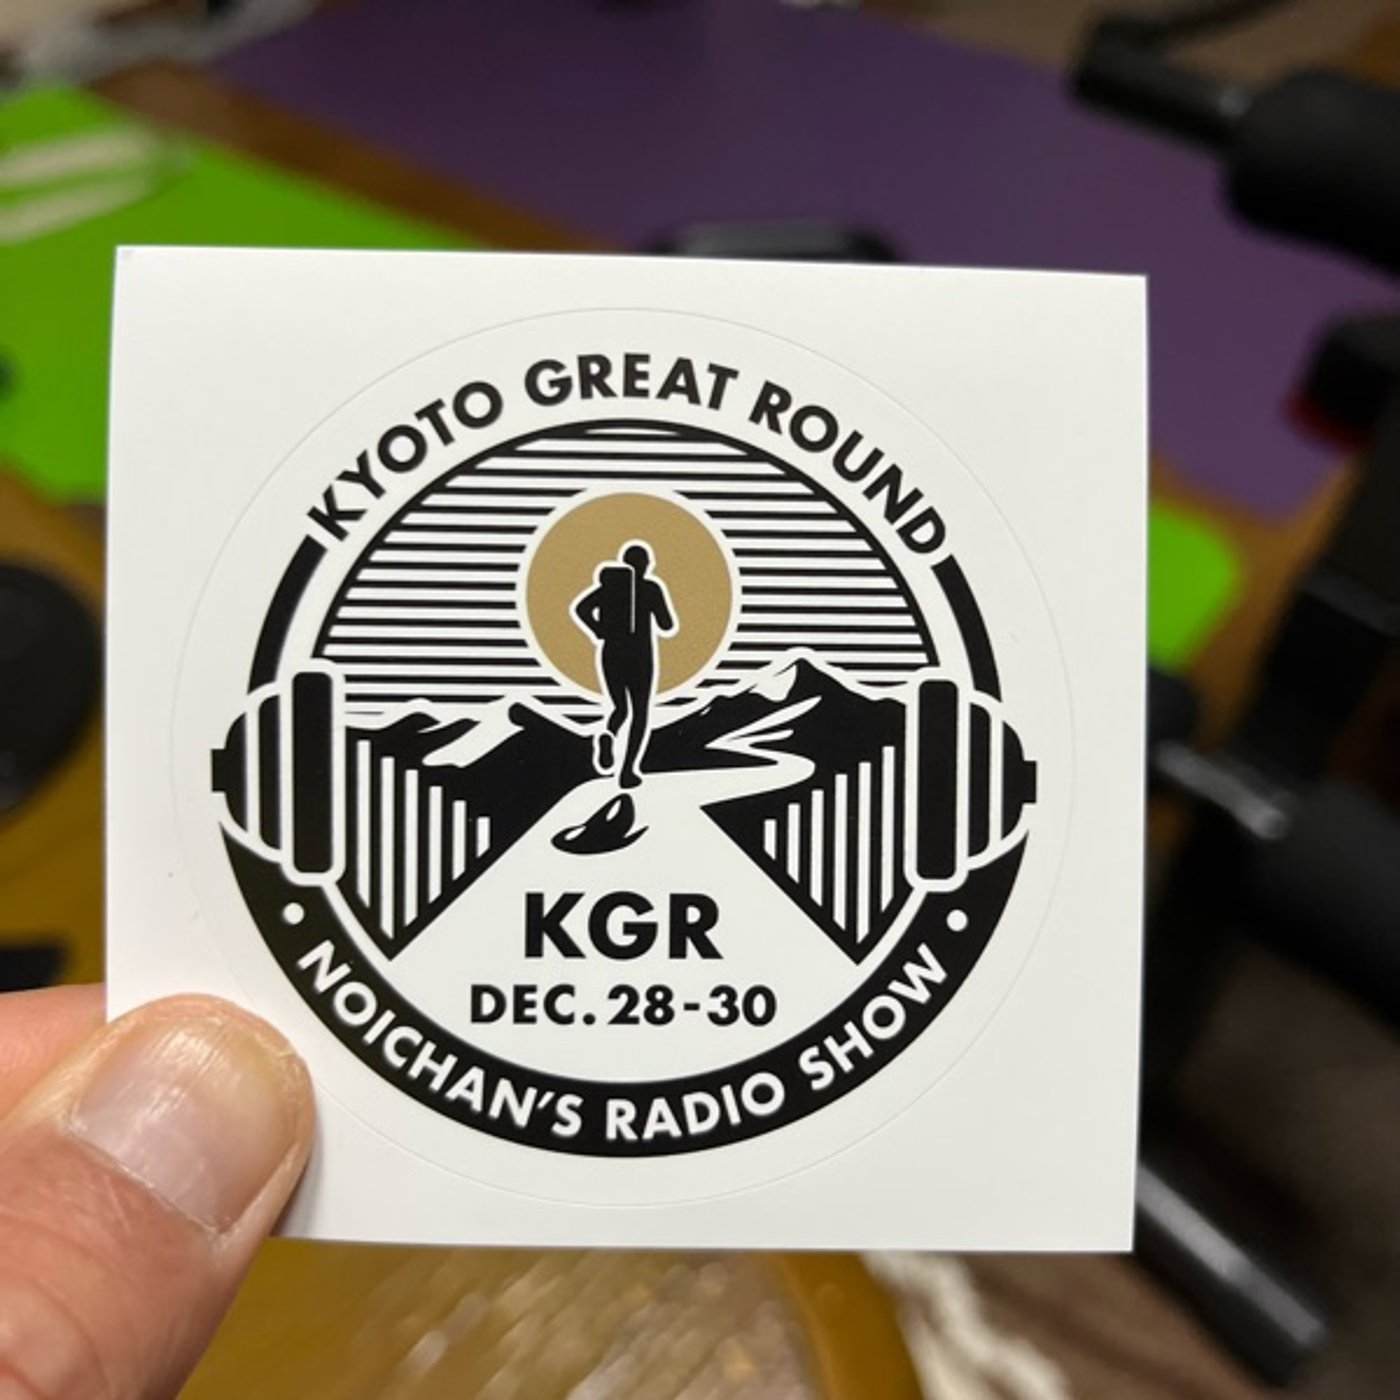 KYOTO GREAT ROUND
KGR
DEC. 28-30
• NOICHAN'S RADIO SHOW •